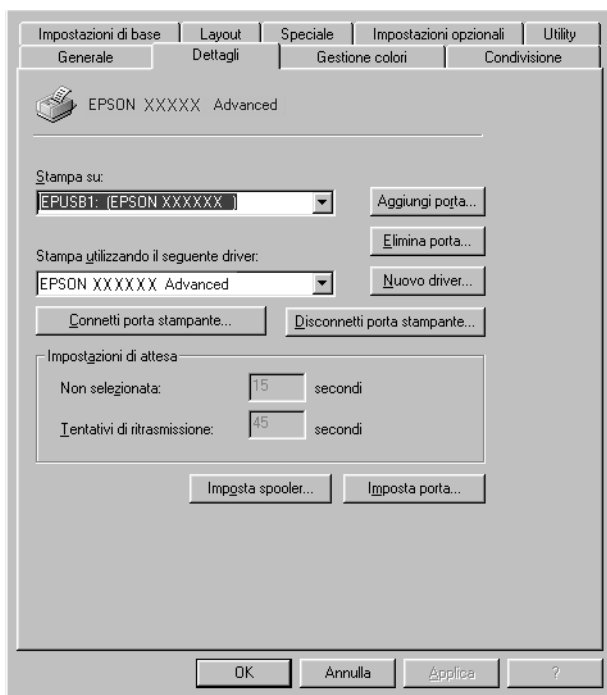 Impostazioni di base Layout Speciale Impostazioni opzionali Utility
Generale Dettagli Gestione colori Condivisione
EPSON XXXXX Advanced
Stampa su:
EPUSB1: (EPSON XXXXXX )
Aggiungi porta...
Elimina porta...
Stampa utilizzando il seguente driver:
EPSON XXXXXX Advanced
Nuovo driver...
Connetti porta stampante... Disconnetti porta stampante...
Impostazioni di attesa
Non selezionata: 15 secondi
Tentativi di ritrasmissione: 45 secondi
Imposta spooler... Imposta porta...
OK Annulla Applica ?